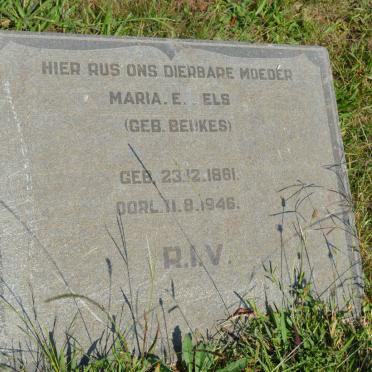 HIER RUS ONS DIERBARE MOEDER
MARIA. E. ELS
(GEB. BEUKES)
GEB. 23.12.1861.
OORL. 11.8.1946.
R.I.V.